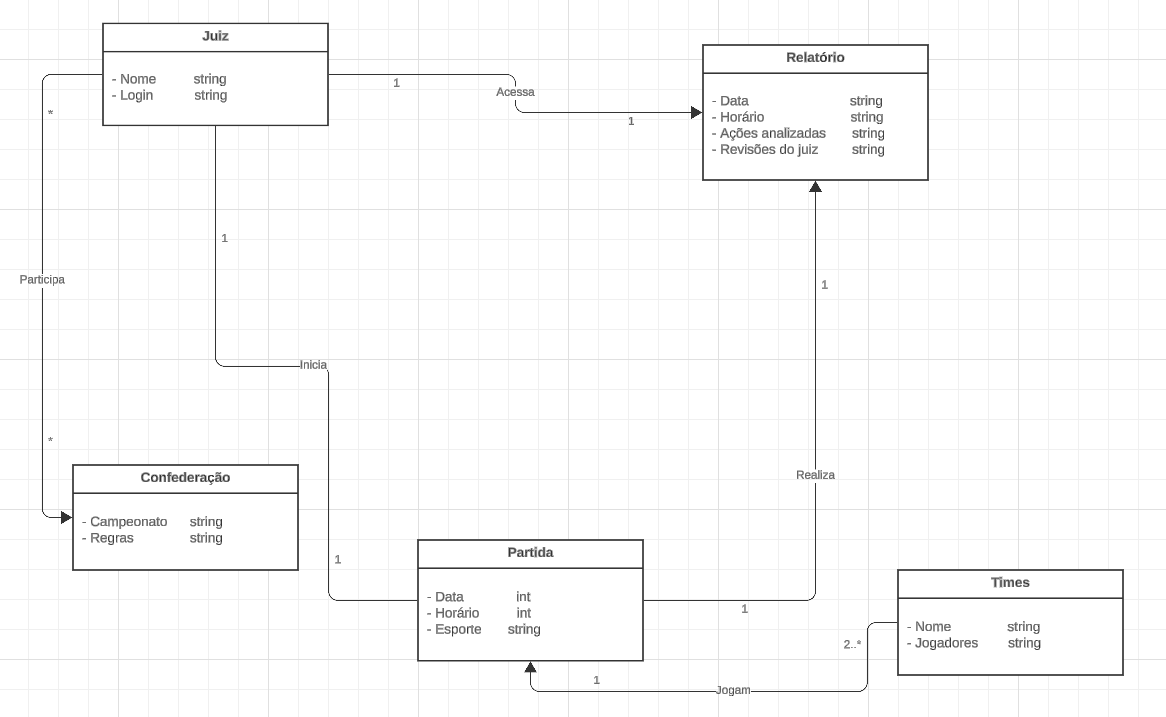 Juiz
- Nome string
- Login string
Relatório
- Data string
- Horário string
- Ações analizadas string
- Revisões do juiz string
1
Acessa
1
*
Participa
*
1
Inicia
1
1
Realiza
1
Confederação
- Campeonato string
- Regras string
Partida
- Data int
- Horário int
- Esporte string
Times
- Nome string
- Jogadores string
2..*
1
Jogam